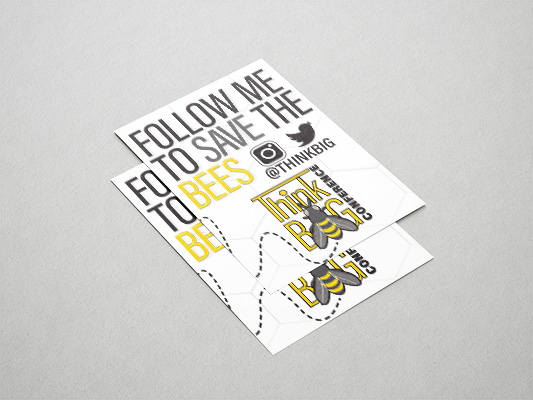 FOLLOW ME
TO SAVE THE
BEES
@THINKBIG
Think
BIG
CONFERENCE
FO
TO
BE
BIG
CONF